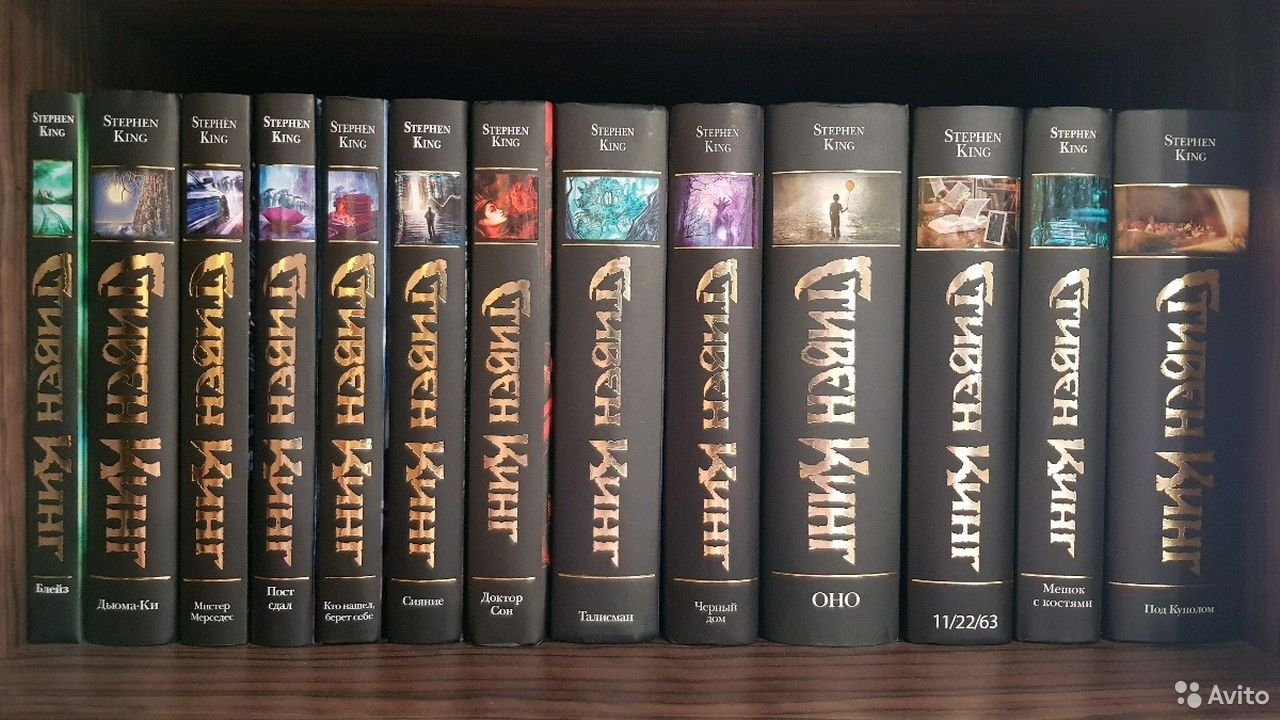 STEPHEN
KING
Стивен Кинг
Блейз
STEPHEN
KING
Стивен Кинг
Дьюма-Ки
STEPHEN
KING
Стивен Кинг
Мистер
Мерседес
STEPHEN
KING
Стивен Кинг
Пост
сдал
STEPHEN
KING
Стивен Кинг
Кто нашел,
берет себе
STEPHEN
KING
Стивен Кинг
Сияние
STEPHEN
KING
Стивен Кинг
Доктор
Сон
STEPHEN
KING
Стивен Кинг
Талисман
STEPHEN
KING
Стивен Кинг
Черный
дом
STEPHEN
KING
Стивен Кинг
ОНО
STEPHEN
KING
Стивен Кинг
11/22/63
STEPHEN
KING
Стивен Кинг
Мешок
с костями
STEPHEN
KING
Стивен Кинг
Под Куполом
Avito